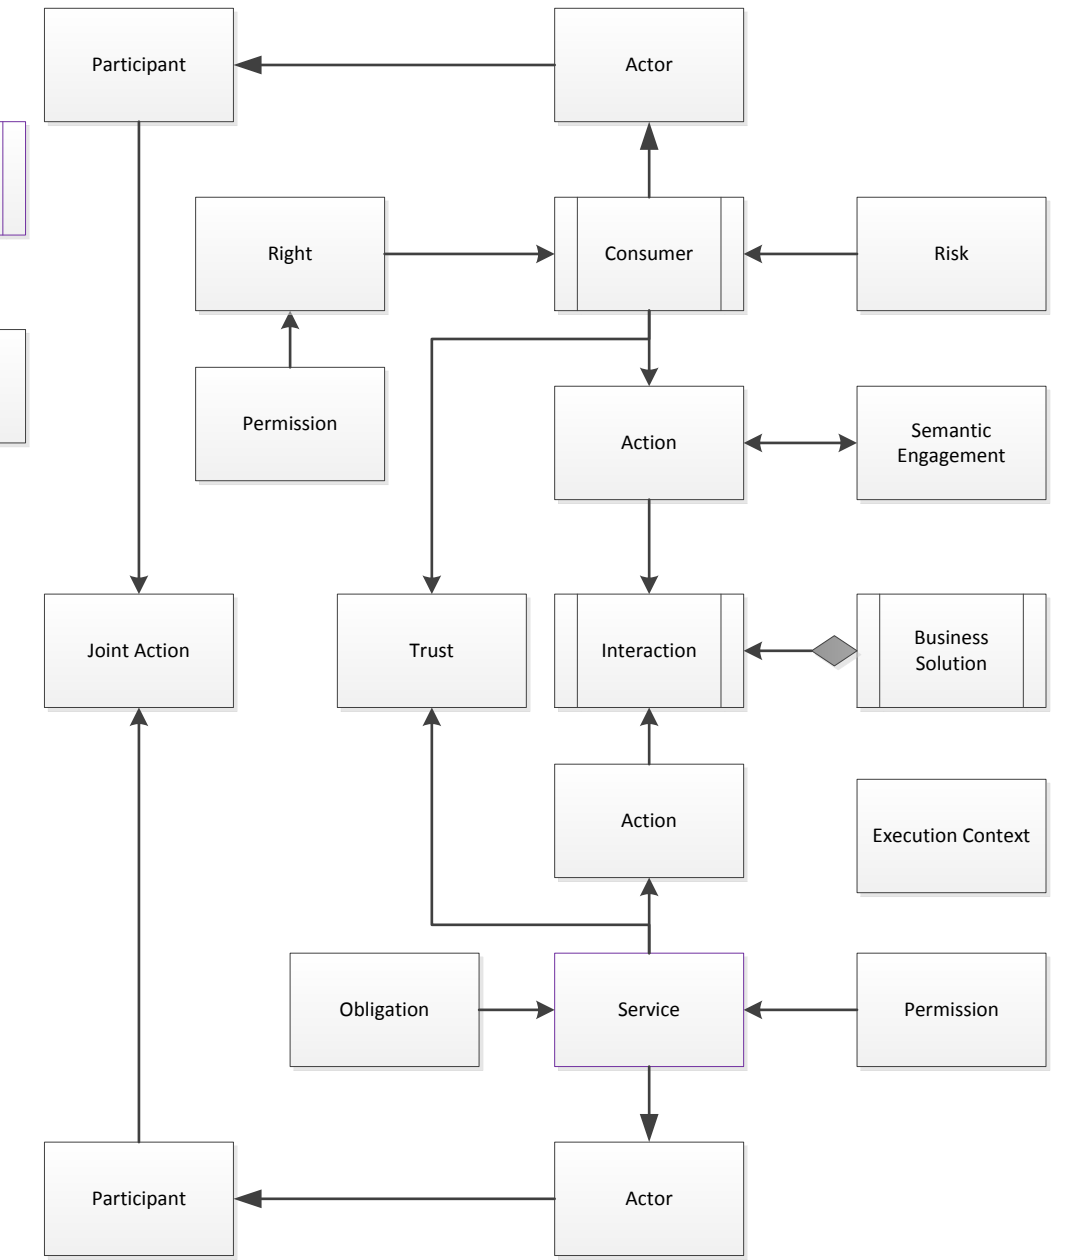 Participant
Actor
Right
Consumer
Risk
Permission
Action
Semantic
Engagement
Joint Action
Trust
Interaction
Business
Solution
Action
Execution Context
Obligation
Service
Permission
Participant
Actor